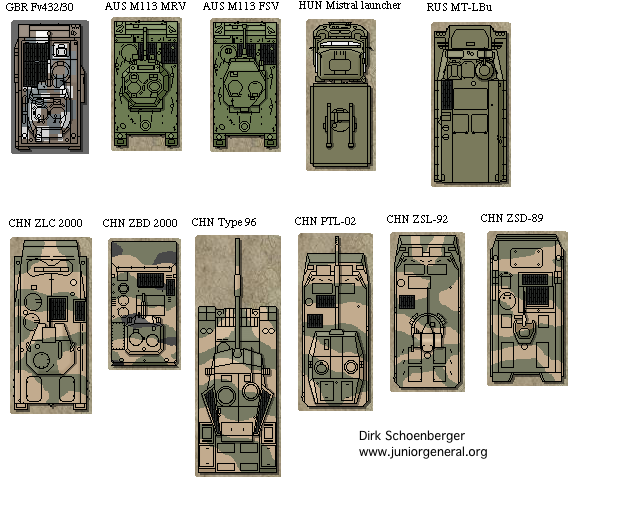 GBR Fv432/30
AUS M113 MRV
AUS M113 FSV
HUN Mistral launcher
RUS MT-LBu
CHN ZLC 2000
CHN ZBD 2000
CHN Type 96
CHN PTL-02
CHN ZSL-92
CHN ZSD-89
Dirk Schoenberger
www.juniorgeneral.org